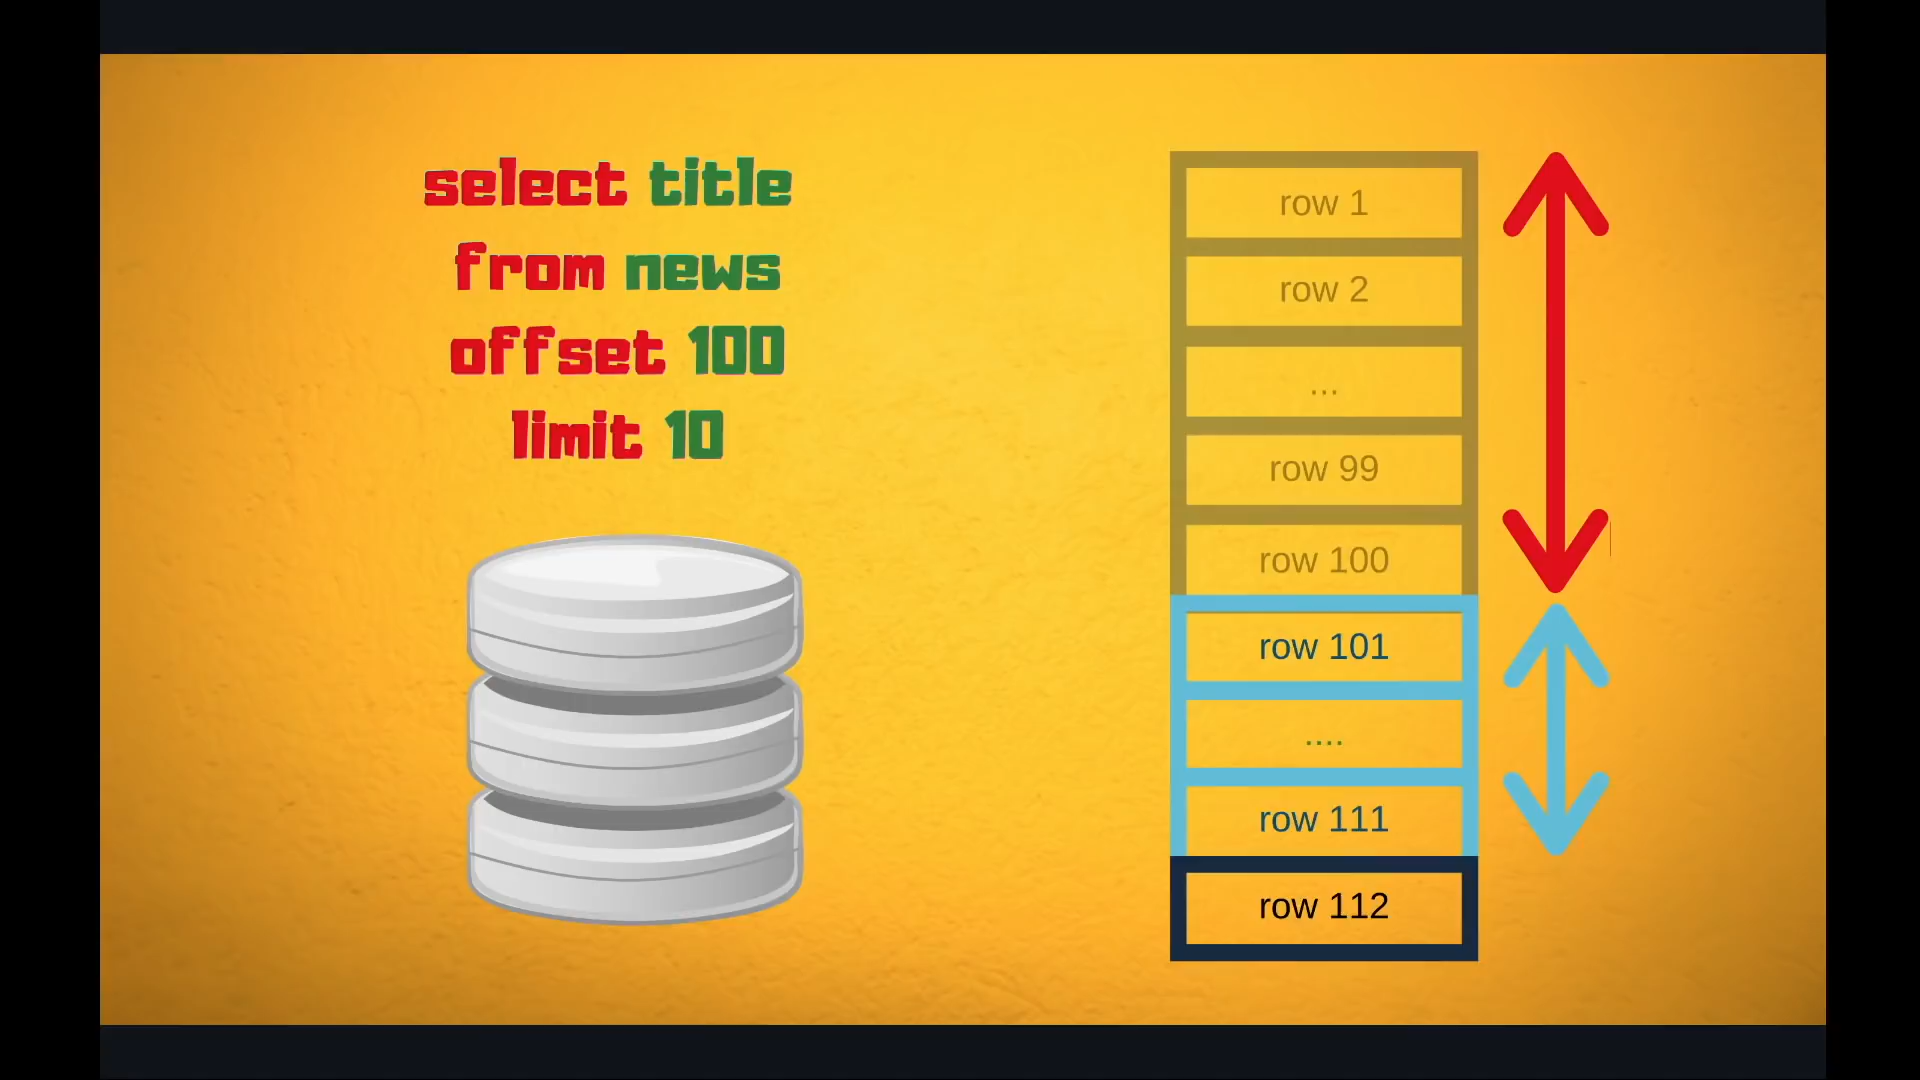 select title
from news
offset 100
limit 10
row 1
row 2
...
row 99
row 100
row 101
....
row 111
row 112